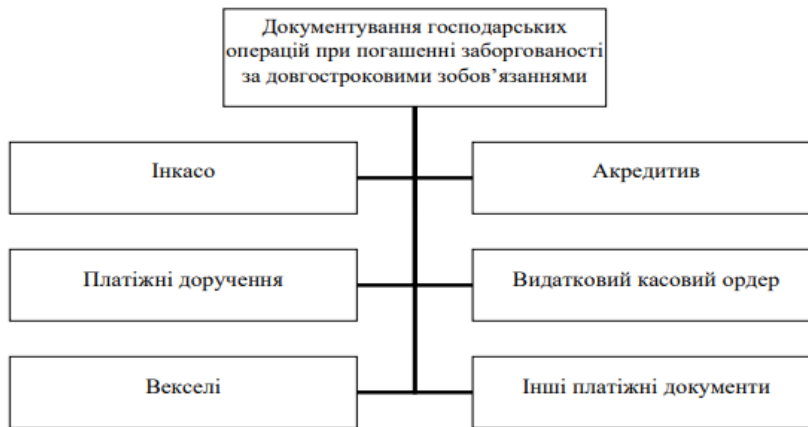 Документування господарських
операцій при погашенні заборгованості
за довгостроковими зобов’язаннями
Інкасо
Акредитив
Платіжні доручення
Видатковий касовий ордер
Векселі
Інші платіжні документи